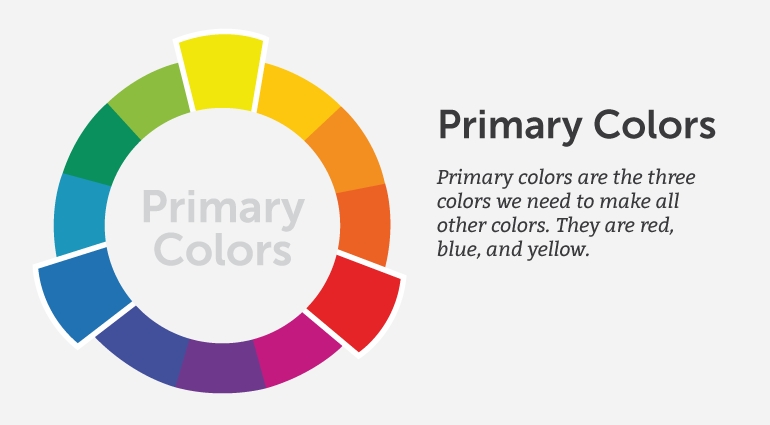 Primary
Colors
Primary Colors
Primary colors are the three
colors we need to make all
other colors. They are red,
blue, and yellow.